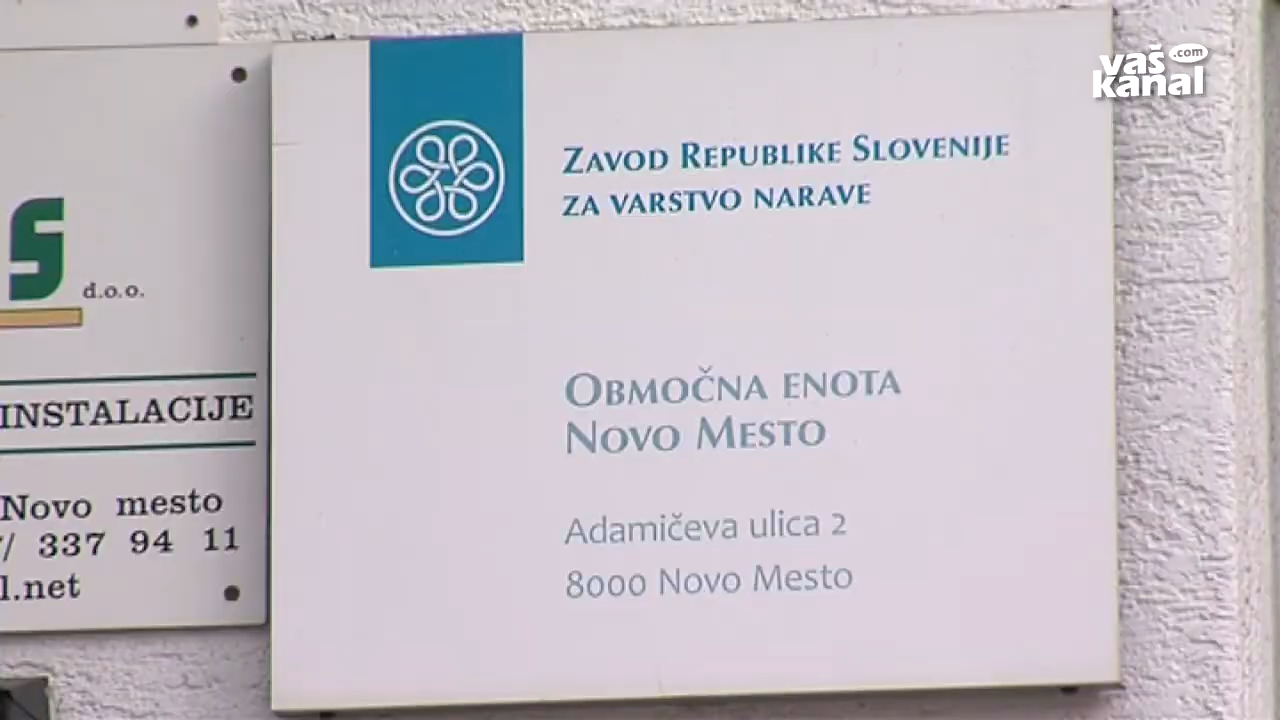 vaš .com
kanal
ZAVOD REPUBLIKE SLOVENIJE
ZA VARSTVO NARAVE
OBMOČNA ENOTA
NOVO MESTO
Adamičeva ulica 2
8000 Novo Mesto
S d.o.o.
INSTALACIJE
Novo mesto
/ 337 94 11
l.net